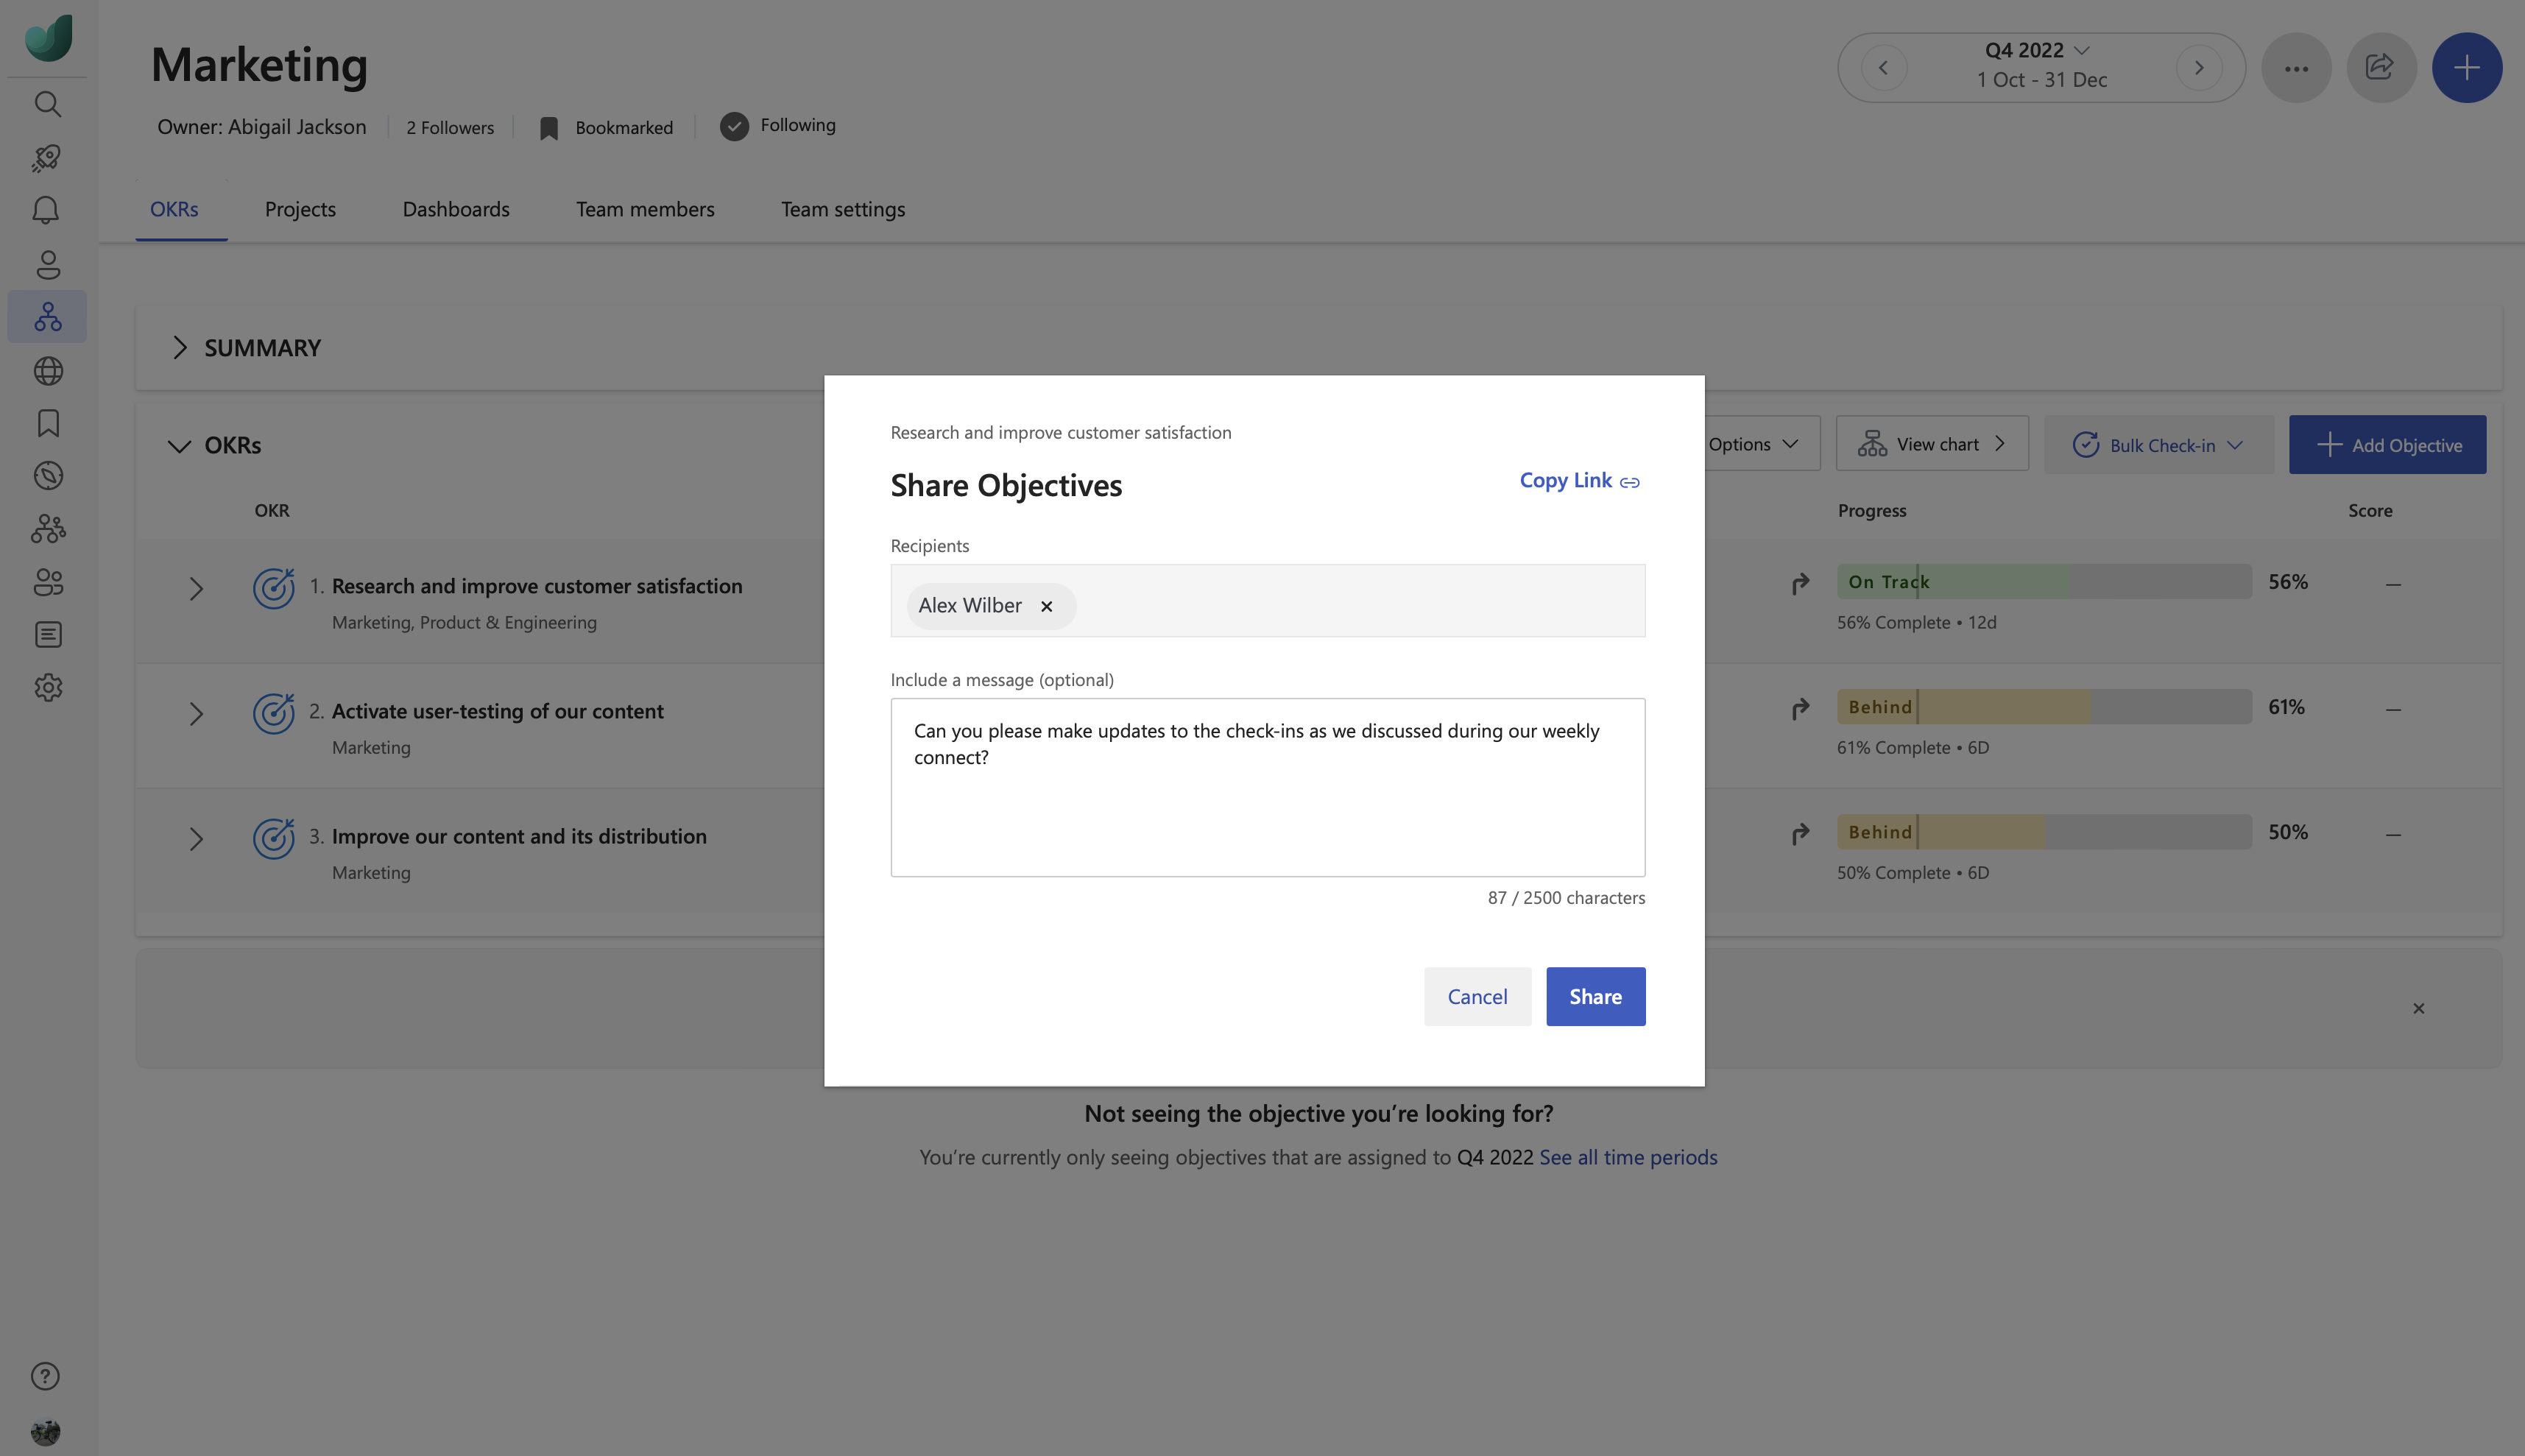 Marketing
Q4 2022
1 Oct - 31 Dec
Owner: Abigail Jackson
2 Followers
Bookmarked
Following
OKRs
Projects
Dashboards
Team members
Team settings
SUMMARY
OKRs
Options
View chart
Bulk Check-in
Add Objective
OKR
Progress
Score
1. Research and improve customer satisfaction
Marketing, Product & Engineering
On Track
56%
—
56% Complete • 12d
2. Activate user-testing of our content
Marketing
Behind
61%
—
61% Complete • 6D
3. Improve our content and its distribution
Marketing
Behind
50%
—
50% Complete • 6D
Research and improve customer satisfaction
Share Objectives
Copy Link
Recipients
Alex Wilber
Include a message (optional)
Can you please make updates to the check-ins as we discussed during our weekly
connect?
87 / 2500 characters
Cancel
Share
Not seeing the objective you’re looking for?
You’re currently only seeing objectives that are assigned to Q4 2022 See all time periods